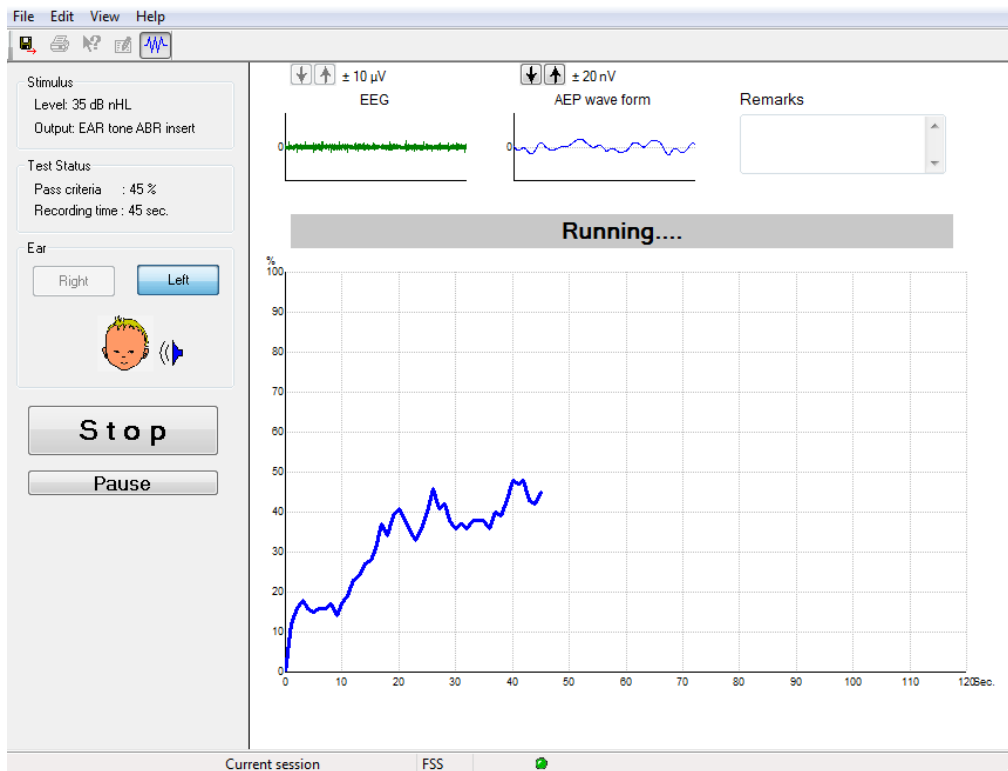 File Edit View Help
Stimulus
Level: 35 dB nHL
Output: EAR tone ABR insert
Test Status
Pass criteria : 45 %
Recording time : 45 sec.
Ear
Right Left
Stop
Pause
± 10 µV
EEG
0
± 20 nV
AEP wave form
0
Remarks
Running....
%
100
90
80
70
60
50
40
30
20
10
0
0 10 20 30 40 50 60 70 80 90 100 110 120 Sec.
Current session FSS